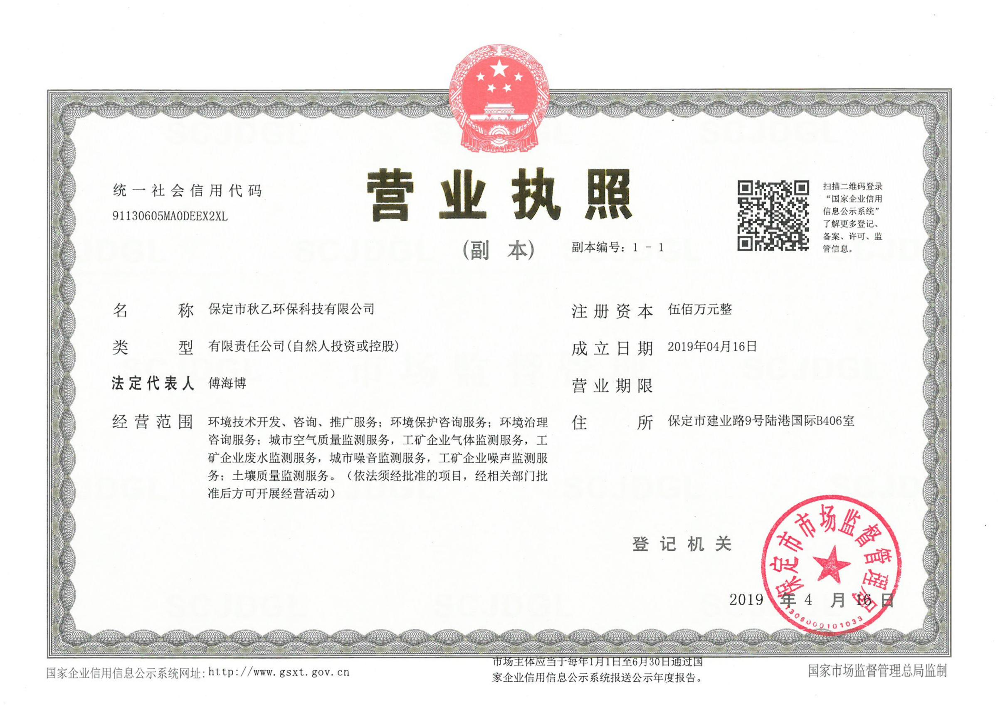 营业执照
(副 本)
副本编号：1 - 1
统一社会信用代码
91130605MA0DEEX2XL
扫描二维码登录
“国家企业信用
信息公示系统”
了解更多登记、
备案、许可、监
管信息。
名 称 保定市秋乙环保科技有限公司
类 型 有限责任公司(自然人投资或控股)
法定代表人 傅海博
经营范围 环境技术开发、咨询、推广服务；环境保护咨询服务；环境治理
咨询服务；城市空气质量监测服务，工矿企业气体监测服务，工
矿企业废水监测服务，城市噪音监测服务，工矿企业噪声监测服
务；土壤质量监测服务。（依法须经批准的项目，经相关部门批
准后方可开展经营活动）
注册资本 伍佰万元整
成立日期 2019年04月16日
营业期限
住 所 保定市建业路9号陆港国际B406室
登记机关
保定市市场监督管理局
2019 年 4 月 16 日
1306000101033
国家企业信用信息公示系统网址：http://www.gsxt.gov.cn
市场主体应当于每年1月1日至6月30日通过国
家企业信用信息公示系统报送公示年度报告。
国家市场监督管理总局监制